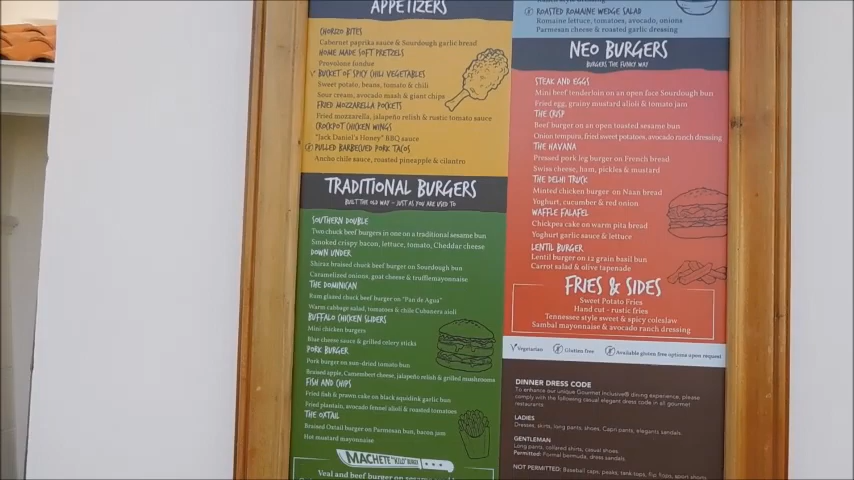 APPETIZERS
CHORIZO BITES
Cabernet paprika sauce & Sourdough garlic bread
HOME MADE SOFT PRETZELS
Provolone fondue
BUCKET OF SPICY CHILI VEGETABLES
Sweet potato, beans, tomato & chili
Sour cream, avocado mash & giant chips
FRIED MOZZARELLA POCKETS
Fried mozzarella, jalapeño relish & rustic tomato sauce
CROCKPOT CHICKEN WINGS
"Jack Daniel's Honey" BBQ sauce
PULLED BARBECUED PORK TACOS
Ancho chile sauce, roasted pineapple & cilantro
TRADITIONAL BURGERS
BUILT THE OLD WAY - JUST AS YOU ARE USED TO
SOUTHERN DOUBLE
Two chuck beef burgers in one on a traditional sesame bun
Smoked crispy bacon, lettuce, tomato, Cheddar cheese
DOWN UNDER
Shiraz braised chuck beef burger on Sourdough bun
Caramelized onions, goat cheese & trufflemayonnaise
THE DOMINICAN
Rum glazed chuck beef burger on "Pan de Agua"
Warm cabbage salad, tomatoes & chile Cubanera aioli
BUFFALO CHICKEN SLIDERS
Mini chicken burgers
Blue cheese sauce & grilled celery sticks
PORK BURGER
Pork burger on sun-dried tomato bun
Braised apple, Camembert cheese, jalapeño relish & grilled mushrooms
FISH AND CHIPS
Fried fish & prawn cake on black squidink garlic bun
Fried plantain, avocado fennel alioli & roasted tomatoes
THE OXTAIL
Braised Oxtail burger on Parmesan bun, bacon jam
Hot mustard mayonnaise
MACHETE "KILO" BURGER
Veal and beef burger on
ROASTED ROMAINE WEDGE SALAD
Romaine lettuce, tomatoes, avocado, onions
Parmesan cheese & roasted garlic dressing
NEO BURGERS
BURGERS THE FUNKY WAY
STEAK AND EGGS
Mini beef tenderloin on an open face Sourdough bun
Fried egg, grainy mustard alioli & tomato jam
THE CRISP
Beef burger on an open toasted sesame bun
Onion tempura, fried sweet potatoes, avocado ranch dressing
THE HAVANA
Pressed pork leg burger on French bread
Swiss cheese, ham, pickles & mustard
THE DELHI TRUCK
Minted chicken burger on Naan bread
Yoghurt, cucumber & red onion
WAFFLE FALAFEL
Chickpea cake on warm pita bread
Yoghurt garlic sauce & lettuce
LENTIL BURGER
Lentil burger on 12 grain basil bun
Carrot salad & olive tapenade
FRIES & SIDES
Sweet Potato Fries
Hand cut - rustic fries
Tennessee style sweet & spicy coleslaw
Sambal mayonnaise & avocado ranch dressing
V Vegetarian Gluten free Available gluten free options upon request
DINNER DRESS CODE
To enhance our unique Gourmet Inclusive® dining experience, please
comply with the following casual elegant dress code in all gourmet
restaurants.
LADIES
Dresses, skirts, long pants, shoes, Capri pants, elegants sandals.
GENTLEMAN
Long pants, collared shirts, casual shoes.
Permitted: Formal bermuda, dress sandals.
NOT PERMITTED: Baseball caps, peaks, tank-tops, flip flops, sport shorts